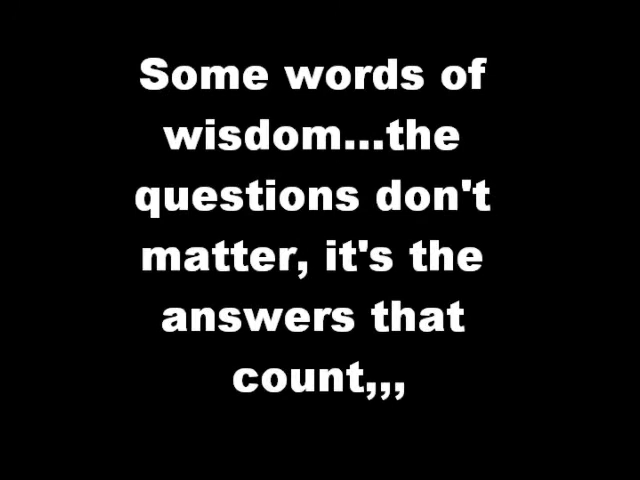 Some words of
wisdom...the
questions don't
matter, it's the
answers that
count,,,